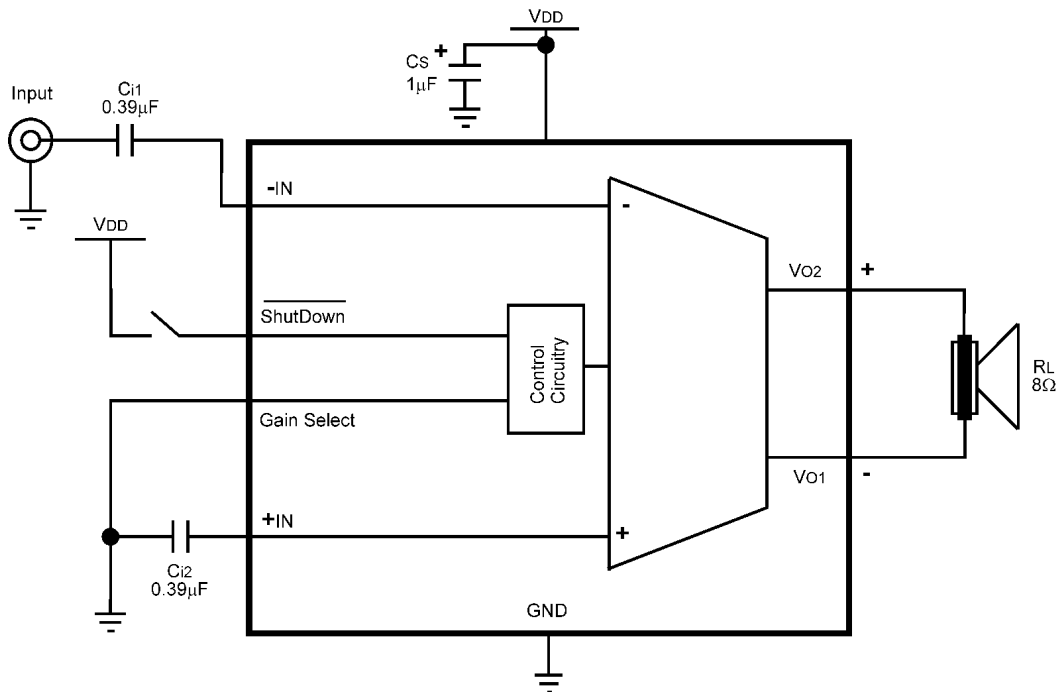 VDD
Cs +
1µF
Input
Ci1
0.39µF
-IN
-
VDD
VO2 +
ShutDown
Control
Circuitry
RL
8Ω
Gain Select
VO1 -
+IN
+
Ci2
0.39µF
GND